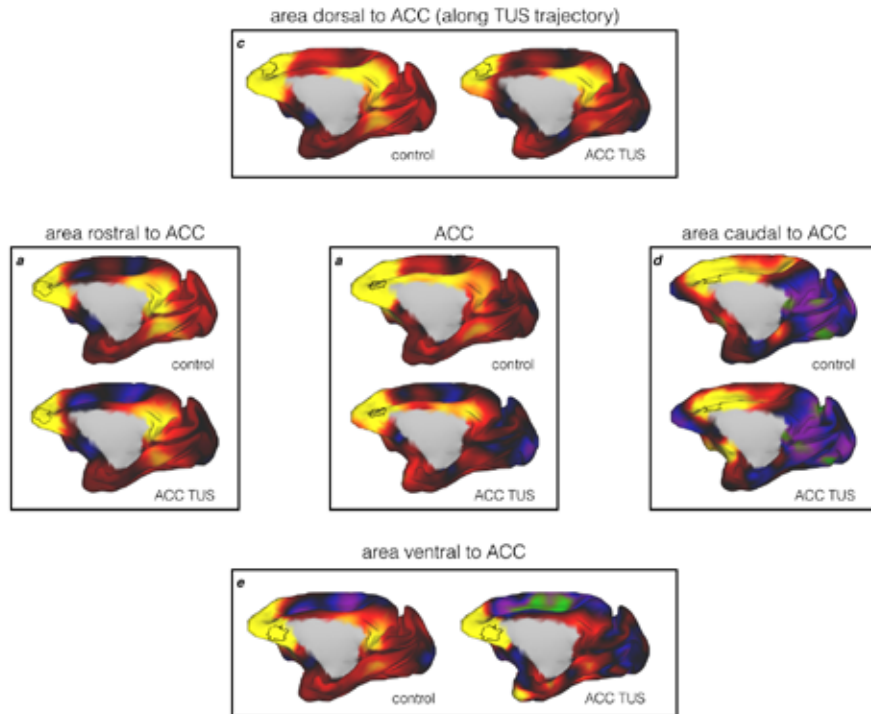 area dorsal to ACC (along TUS trajectory)
c
control
ACC TUS
area rostral to ACC
a
control
ACC TUS
ACC
a
control
ACC TUS
area caudal to ACC
d
control
ACC TUS
area ventral to ACC
e
control
ACC TUS